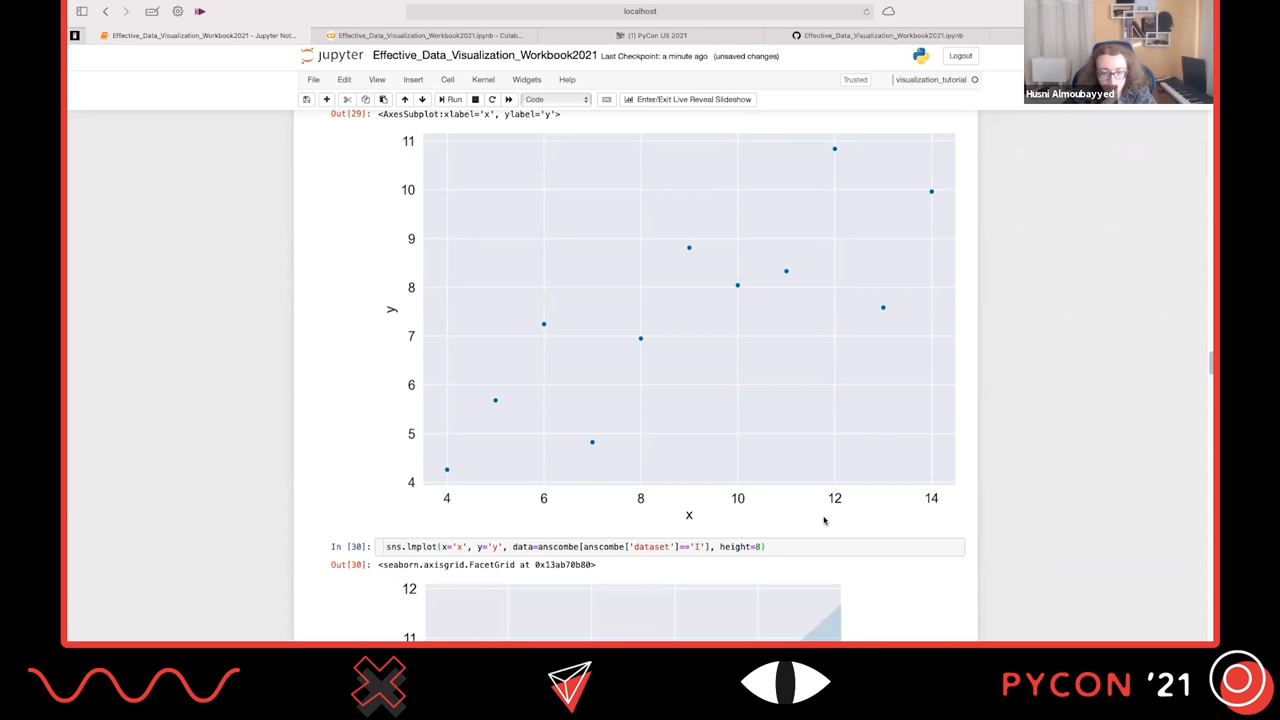 localhost
Effective_Data_Visualization_Workbook2021 - Jupyter Not...
Effective_Data_Visualization_Workbook2021.ipynb - Colab...
PyCon US 2021
Effective_Data_Visualization_Workbook2021.ipynb
jupyter Effective_Data_Visualization_Workbook2021 Last Checkpoint: a minute ago (unsaved changes)
Logout
File Edit View Insert Cell Kernel Widgets Help
Trusted visualization_tutorial
Run Code Enter/Exit Live Reveal Slideshow
Husni Almoubayyed
Out[29]: <AxesSubplot:xlabel='x', ylabel='y'>
11
10
9
8
7
6
5
4
y
4 6 8 10 12 14
x
In [30]: sns.lmplot(x='x', y='y', data=anscombe[anscombe['dataset']=='I'], height=8)
Out[30]: <seaborn.axisgrid.FacetGrid at 0x13ab70b80>
12
11
PYCON '21